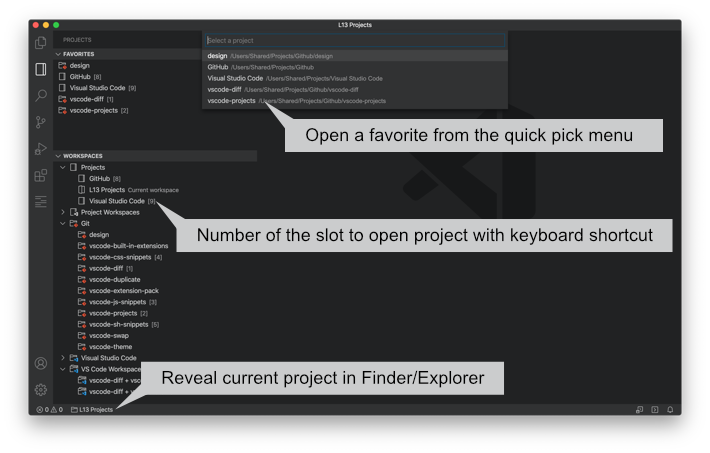 L13 Projects
PROJECTS
FAVORITES
design
GitHub [8]
Visual Studio Code [9]
vscode-diff [1]
vscode-projects [2]
Select a project
design /Users/Shared/Projects/Github/design
GitHub /Users/Shared/Projects/Github
Visual Studio Code /Users/Shared/Projects/Visual Studio Code
vscode-diff /Users/Shared/Projects/Github/vscode-diff
vscode-projects /Users/Shared/Projects/Github/vscode-projects
Open a favorite from the quick pick menu
WORKSPACES
Projects
GitHub [8]
L13 Projects Current workspace
Visual Studio Code [9]
Project Workspaces
Number of the slot to open project with keyboard shortcut
Git
design
vscode-built-in-extensions
vscode-css-snippets [4]
vscode-diff [1]
vscode-duplicate
vscode-extension-pack
vscode-js-snippets [3]
vscode-projects [2]
vscode-sh-snippets [5]
vscode-swap
vscode-theme
Visual Studio Code
VS Code Workspace
vscode-diff + vsc
vscode-diff + v
Reveal current project in Finder/Explorer
0 0 L13 Projects